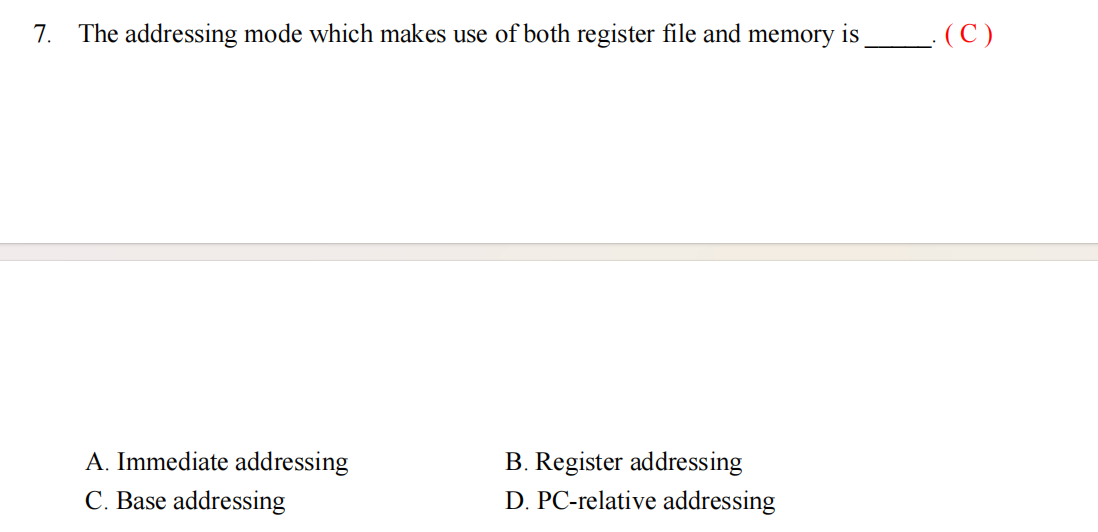 7. The addressing mode which makes use of both register file and memory is _____. ( C )
A. Immediate addressing B. Register addressing
C. Base addressing D. PC-relative addressing